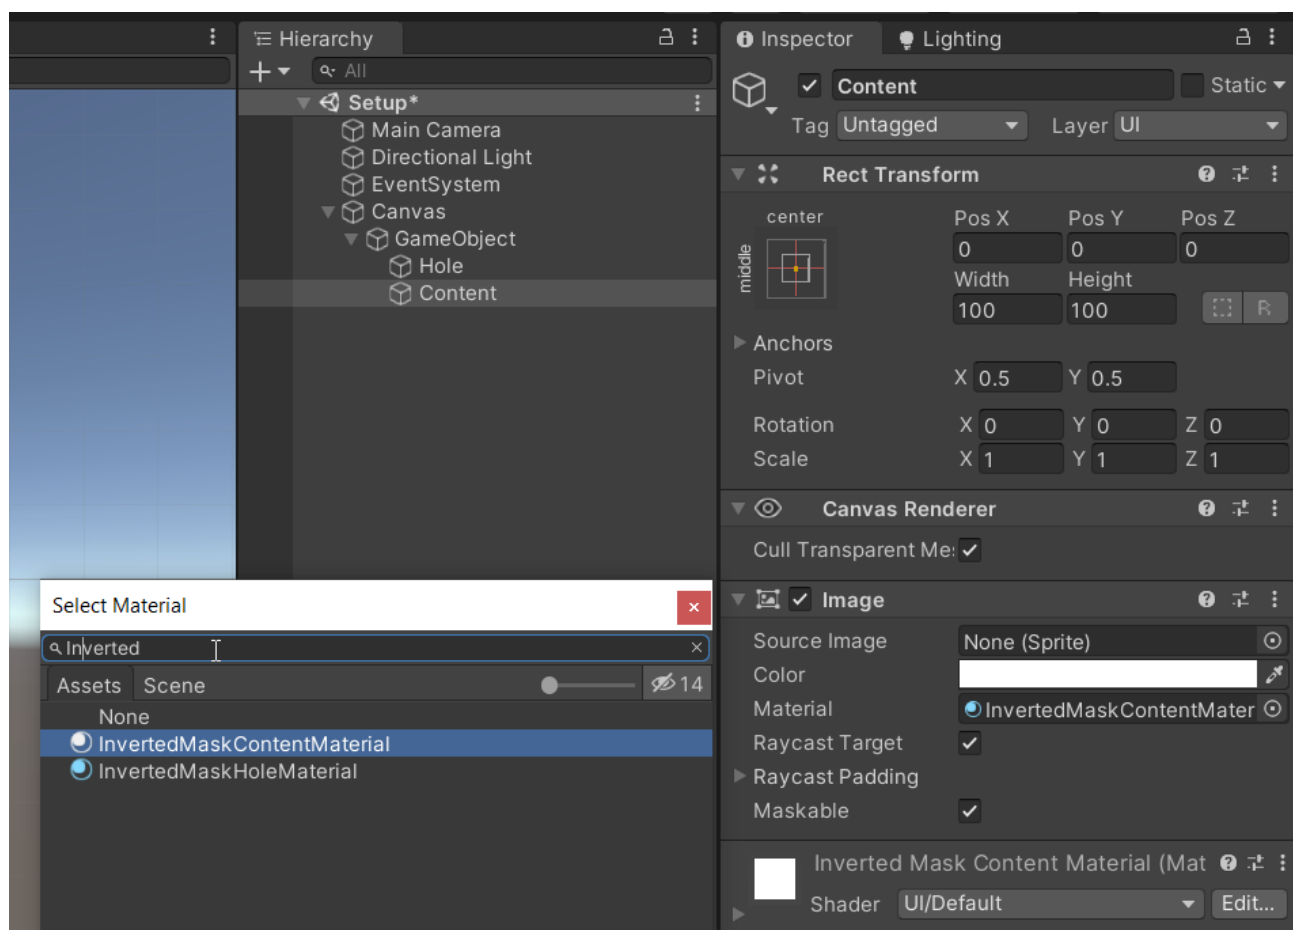 Hierarchy
All
Setup*
Main Camera
Directional Light
EventSystem
Canvas
GameObject
Hole
Content
Select Material
Inverted
Assets Scene 14
None
InvertedMaskContentMaterial
InvertedMaskHoleMaterial
Inspector Lighting
Content Static
Tag Untagged Layer UI
Rect Transform
center
middle
Pos X Pos Y Pos Z
0 0 0
Width Height
100 100 R
Anchors
Pivot X 0.5 Y 0.5
Rotation X 0 Y 0 Z 0
Scale X 1 Y 1 Z 1
Canvas Renderer
Cull Transparent Me
Image
Source Image None (Sprite)
Color
Material InvertedMaskContentMater
Raycast Target
Raycast Padding
Maskable
Inverted Mask Content Material (Mat
Shader UI/Default Edit...